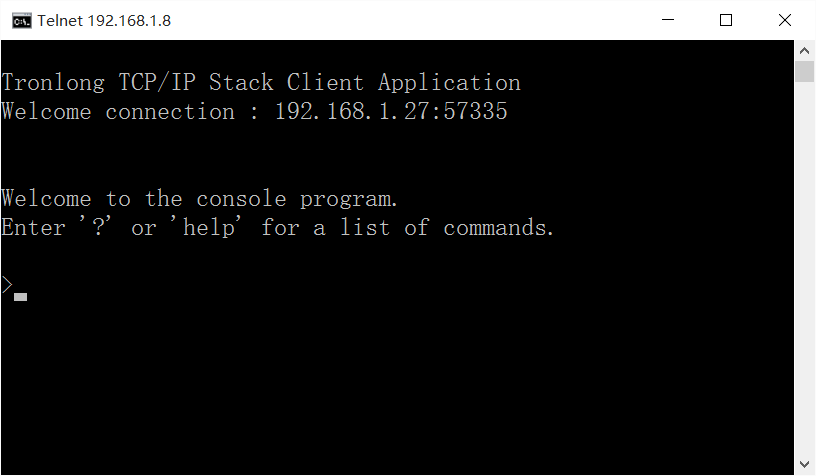 Telnet 192.168.1.8
Tronlong TCP/IP Stack Client Application
Welcome connection : 192.168.1.27:57335
Welcome to the console program.
Enter '?' or 'help' for a list of commands.
>